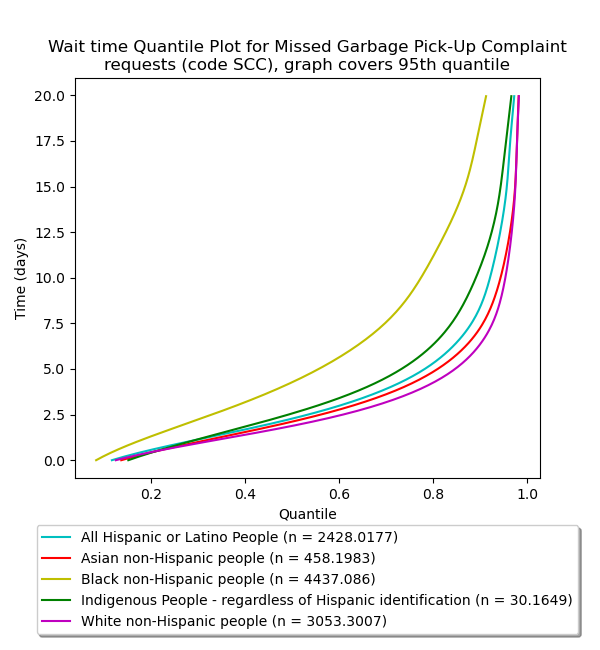 Wait time Quantile Plot for Missed Garbage Pick-Up Complaint
requests (code SCC), graph covers 95th quantile
20.0
17.5
15.0
12.5
10.0
7.5
5.0
2.5
0.0
Time (days)
0.2 0.4 0.6 0.8 1.0
Quantile
All Hispanic or Latino People (n = 2428.0177)
Asian non-Hispanic people (n = 458.1983)
Black non-Hispanic people (n = 4437.086)
Indigenous People - regardless of Hispanic identification (n = 30.1649)
White non-Hispanic people (n = 3053.3007)